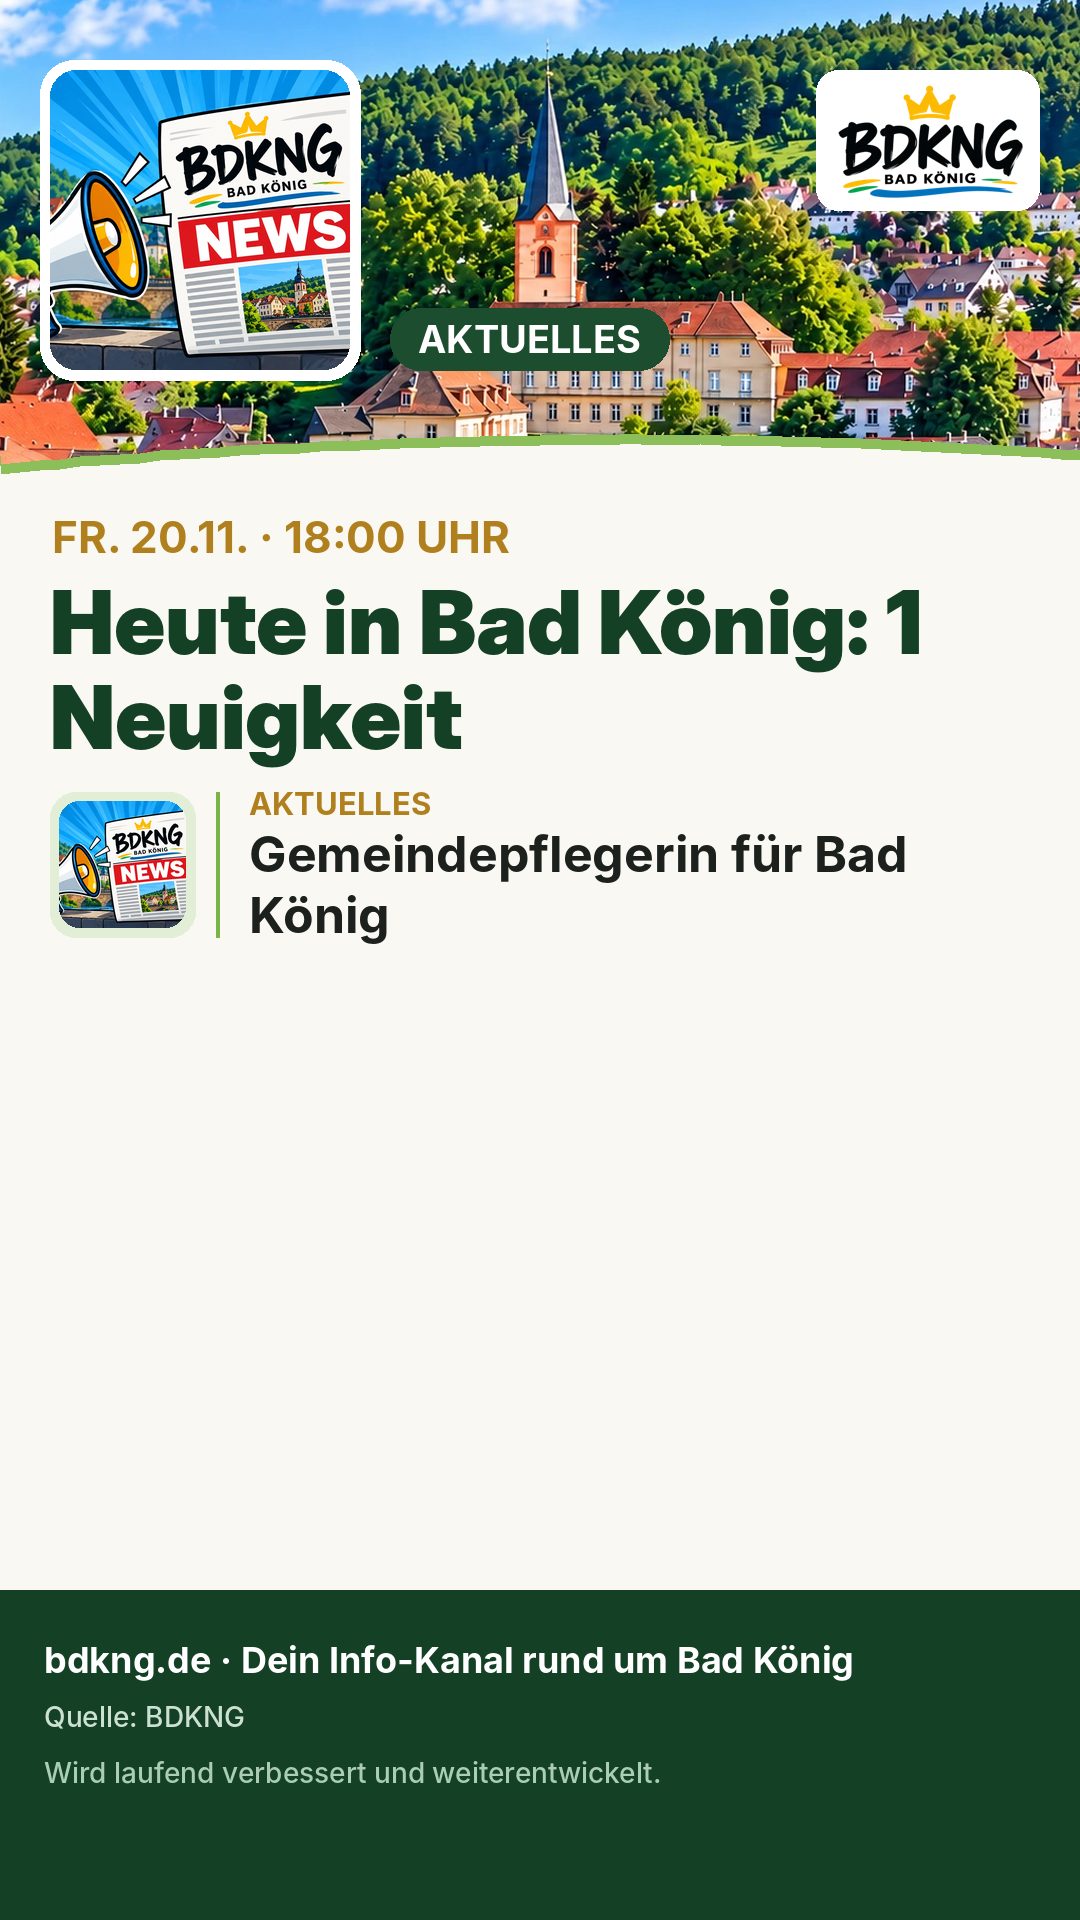 BDKNG
BAD KÖNIG
NEWS
BDKNG
BAD KÖNIG
AKTUELLES
FR. 20.11. · 18:00 UHR
Heute in Bad König: 1
Neuigkeit
BDKNG
BAD KÖNIG
NEWS
AKTUELLES
Gemeindepflegerin für Bad
König
bdkng.de · Dein Info-Kanal rund um Bad König
Quelle: BDKNG
Wird laufend verbessert und weiterentwickelt.